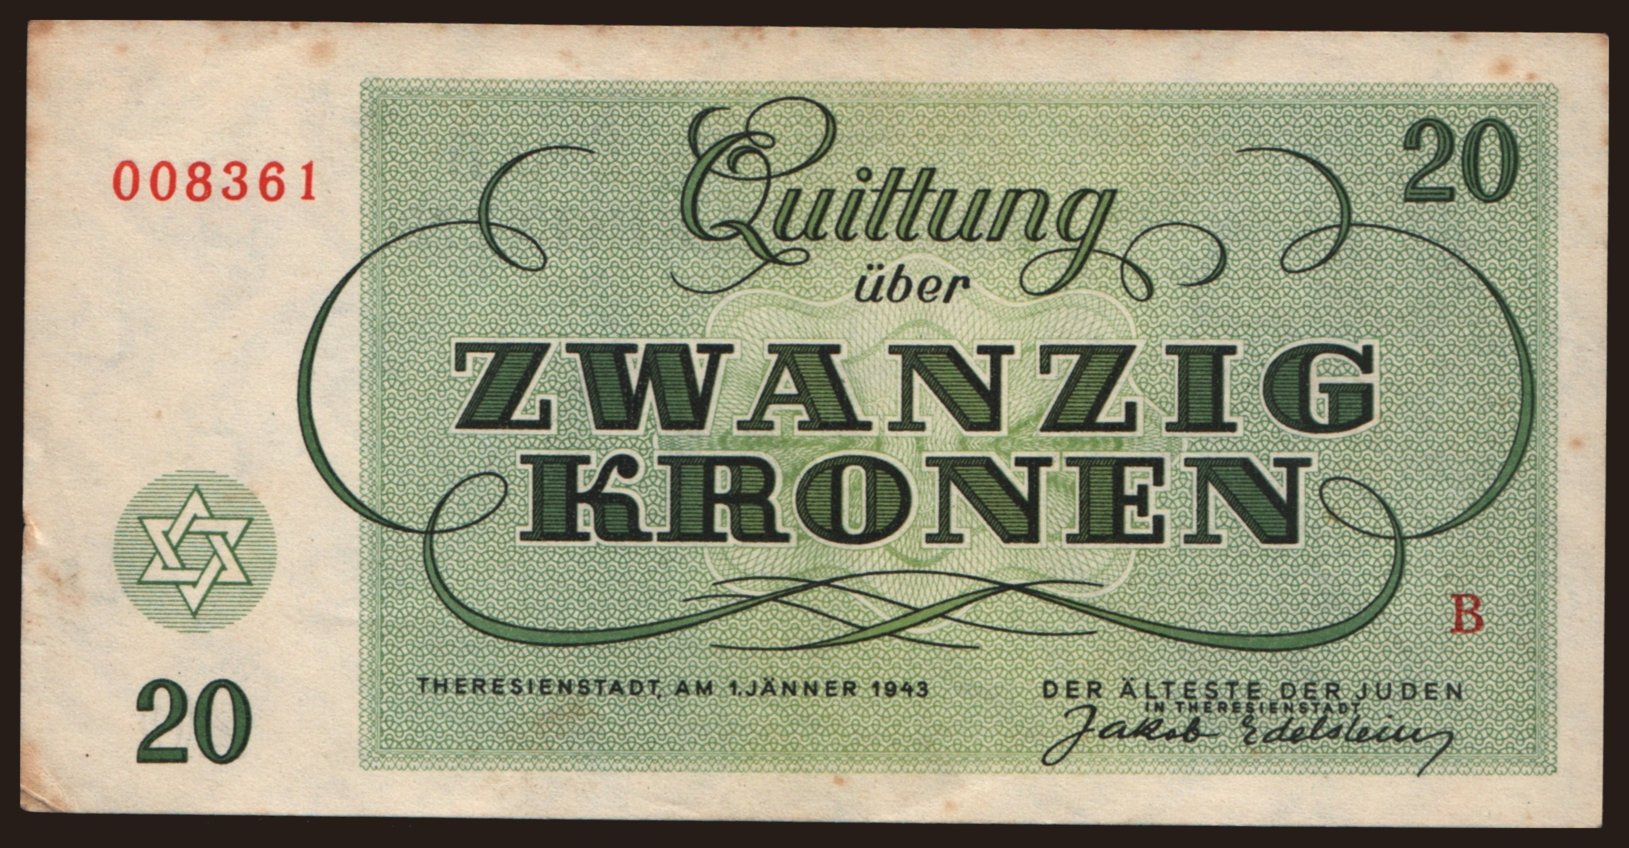 008361
20
Quittung
über
ZWANZIG
KRONEN
B
20
THERESIENSTADT, AM 1. JÄNNER 1943
DER ÄLTESTE DER JUDEN
IN THERESIENSTADT
Jakob Edelstein